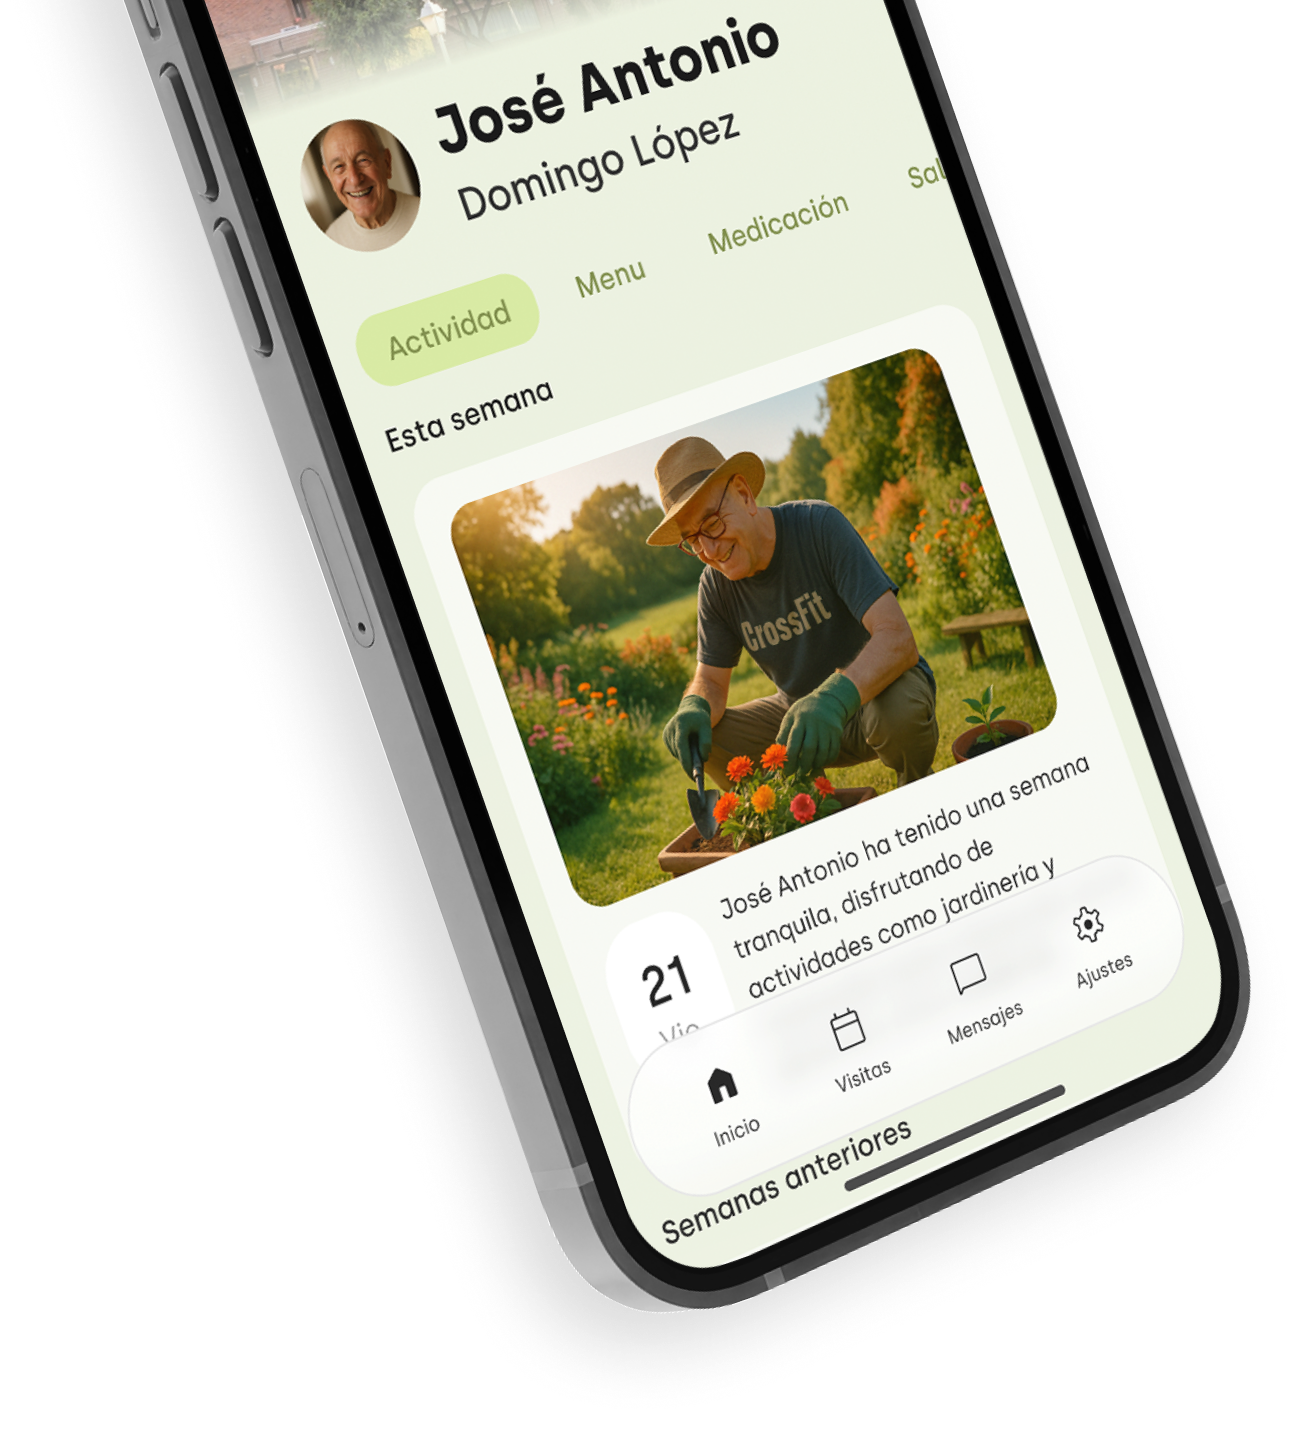 José Antonio
Domingo López
Actividad
Menu
Medicación
Esta semana
CrossFit
José Antonio ha tenido una semana
tranquila, disfrutando de
actividades como jardinería y
21
Vie
Inicio
Visitas
Mensajes
Ajustes
Semanas anteriores